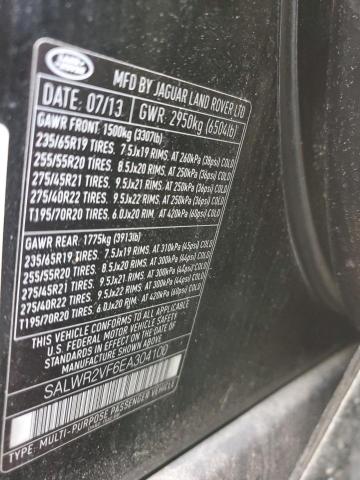 LAND ROVER
MFD BY JAGUAR LAND ROVER LTD
DATE: 07/13 GWR: 2950kg (6504lb)
GAWR FRONT: 1500kg (3307lb)
235/65R19 TIRES. 7.5Jx19 RIMS. AT 260kPa (38psi) COLD
255/55R20 TIRES. 8.5Jx20 RIMS. AT 250kPa (36psi) COLD
275/45R21 TIRES. 9.5Jx21 RIMS. AT 250kPa (36psi) COLD
275/40R22 TIRES. 9.5Jx22 RIMS. AT 250kPa (36psi) COLD
T195/70R20 TIRES. 6.0Jx20 RIM. AT 420kPa (60psi) COLD
GAWR REAR: 1775kg (3913lb)
235/65R19 TIRES. 7.5Jx19 RIMS. AT 310kPa (45psi) COLD
255/55R20 TIRES. 8.5Jx20 RIMS. AT 300kPa (44psi) COLD
275/45R21 TIRES. 9.5Jx21 RIMS. AT 300kPa (44psi) COLD
275/40R22 TIRES. 9.5Jx22 RIMS. AT 300kPa (44psi) COLD
T195/70R20 TIRES. 6.0Jx20 RIM. AT 420kPa (60psi) COLD
THIS VEHICLE CONFORMS TO ALL APPLICABLE
U.S. FEDERAL MOTOR VEHICLE SAFETY AND BUMPER
STANDARDS IN EFFECT ON THE DATE OF
MANUFACTURE SHOWN ABOVE
SALWR2VF6EA304100
TYPE: MULTI-PURPOSE PASSENGER VEHICLE